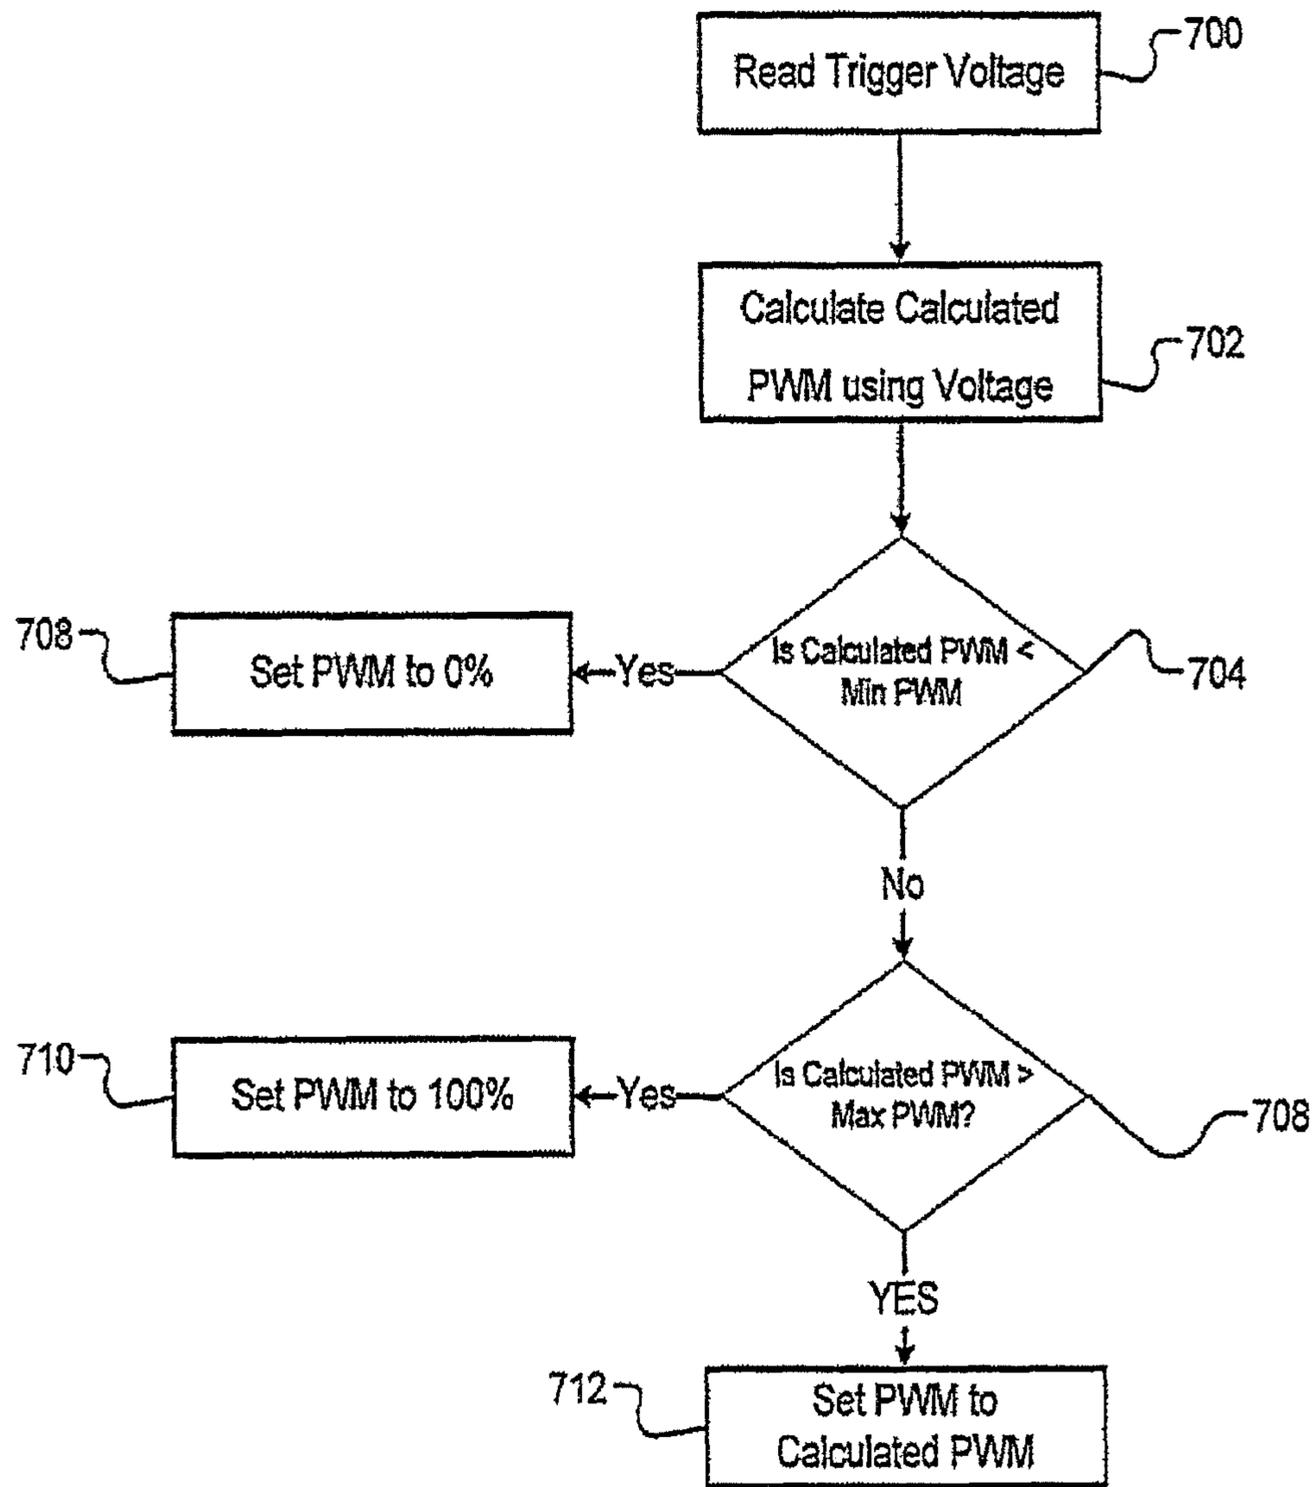 Read Trigger Voltage
700
Calculate Calculated
PWM using Voltage
702
Is Calculated PWM <
Min PWM
704
Yes
Set PWM to 0%
708
No
Is Calculated PWM >
Max PWM?
708
Yes
Set PWM to 100%
710
YES
Set PWM to
Calculated PWM
712